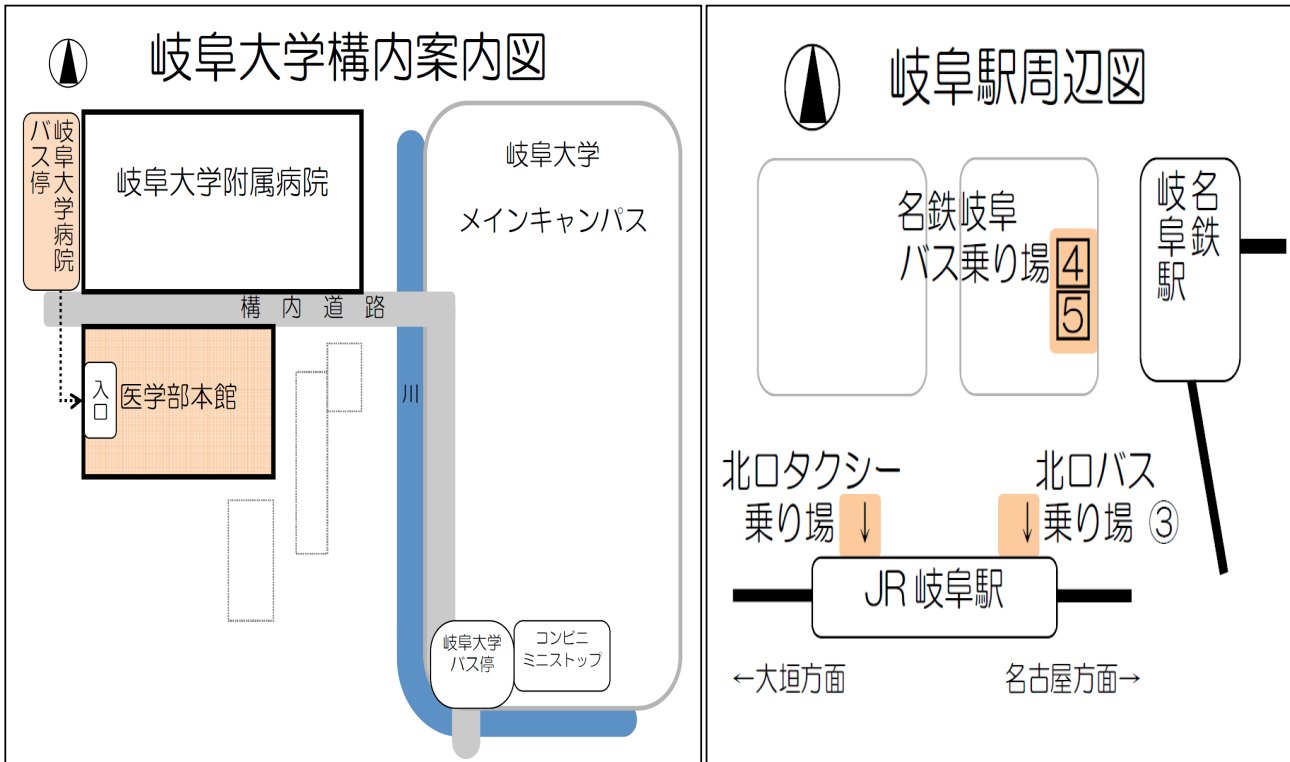 岐阜大学構内案内図
岐阜大学病院
バス停
岐阜大学附属病院
岐阜大学
メインキャンパス
構内道路
入口
医学部本館
川
岐阜大学
バス停
コンビニ
ミニストップ
岐阜駅周辺図
名鉄岐阜
バス乗り場
4
5
名鉄
岐阜駅
北口タクシー
乗り場
↓
北口バス
↓
乗り場 ③
JR 岐阜駅
←大垣方面
名古屋方面→